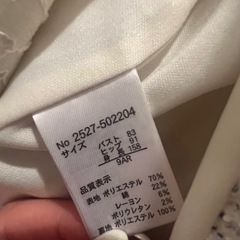 No 2527-502204
サイズ
バスト 83
ヒップ 91
身長 158
9AR
品質表示
表地 ポリエステル 70%
綿 22%
レーヨン 6%
ポリウレタン 2%
裏地 ポリエステル 100%